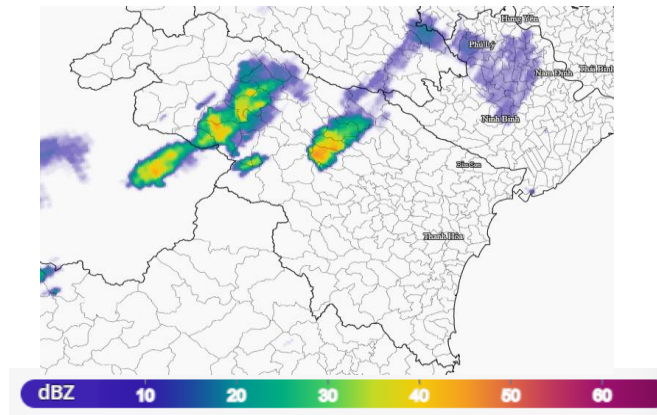 Hưng Yên
Phủ Lý
Thái Bình
Nam Định
Ninh Bình
Bỉm Sơn
Thanh Hóa
dBZ 10 20 30 40 50 60